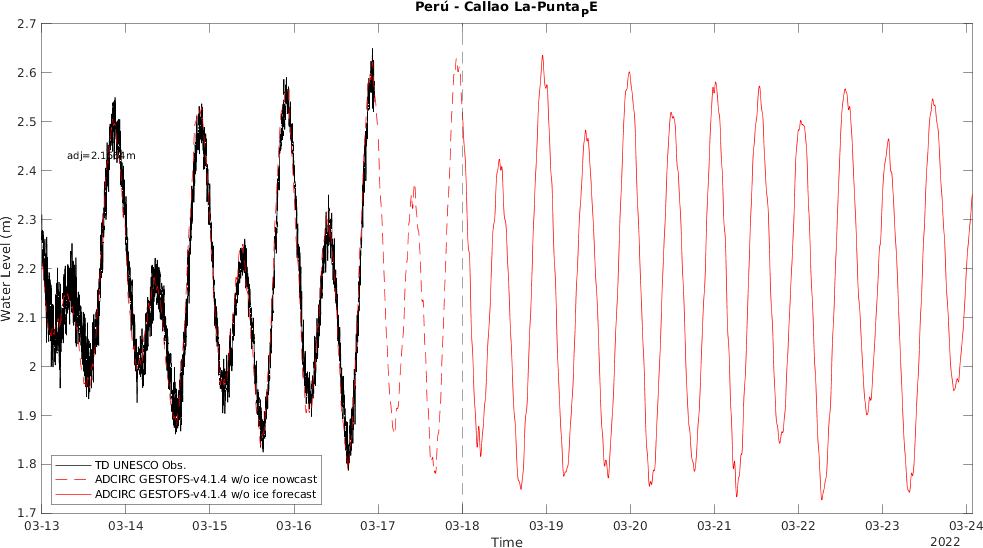 Perú - Callao La-PuntaPE
2.7
2.6
2.5
2.4
2.3
2.2
2.1
2
1.9
1.8
1.7
Water Level (m)
TD UNESCO Obs.
ADCIRC GESTOFS-v4.1.4 w/o ice nowcast
ADCIRC GESTOFS-v4.1.4 w/o ice forecast
03-13 03-14 03-15 03-16 03-17 03-18 03-19 03-20 03-21 03-22 03-23 03-24
Time
2022